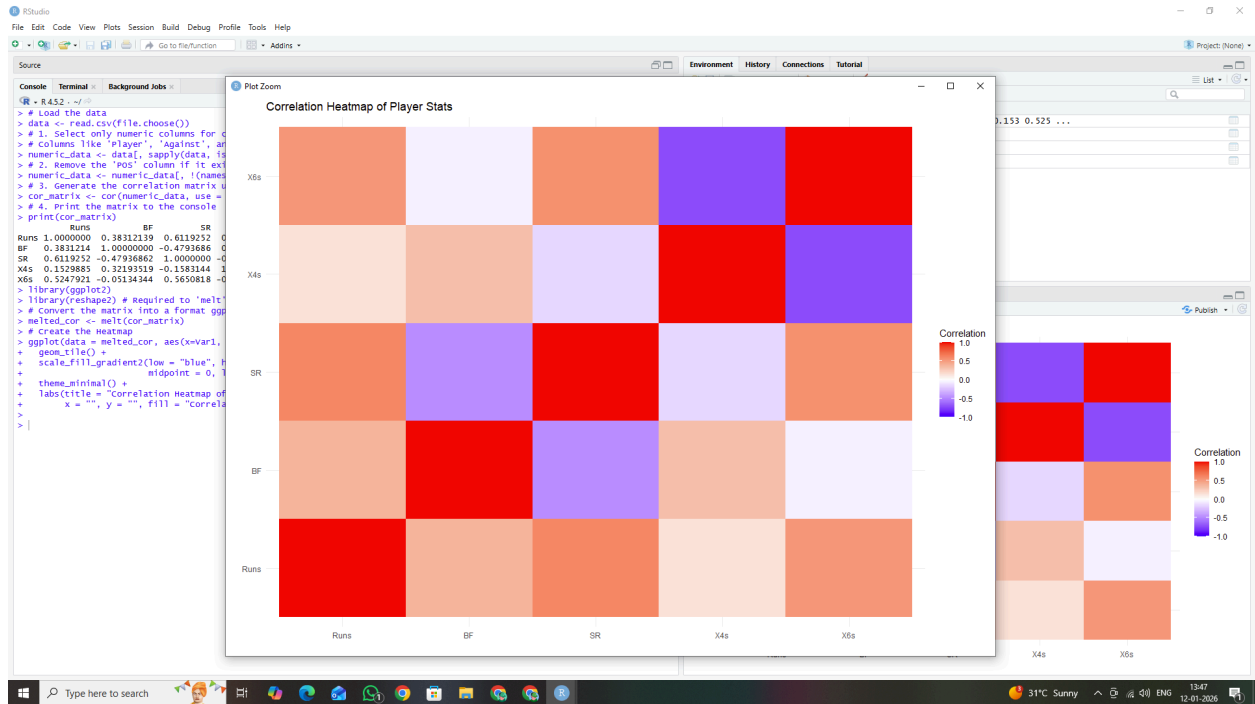 RStudio
File Edit Code View Plots Session Build Debug Profile Tools Help
Go to file/function
Addins
Project: (None)
Source
Console Terminal Background Jobs
R 4.5.2 · ~/
> # Load the data
> data <- read.csv(file.choose())
> # 1. Select only numeric columns for c
> # Columns like 'Player', 'Against', an
> numeric_data <- data[, sapply(data, is
> # 2. Remove the 'POS' column if it exi
> numeric_data <- numeric_data[, !(names
> # 3. Generate the correlation matrix u
> cor_matrix <- cor(numeric_data, use =
> # 4. Print the matrix to the console
> print(cor_matrix)
Runs BF SR
Runs 1.0000000 0.38312139 0.6119252 0
BF 0.3831214 1.00000000 -0.4793686 0
SR 0.6119252 -0.47936862 1.0000000 -0
X4s 0.1529885 0.32193519 -0.1583144 1
X6s 0.5247921 -0.05134344 0.5650818 -0
> library(ggplot2)
> library(reshape2) # Required to 'melt'
> # Convert the matrix into a format ggp
> melted_cor <- melt(cor_matrix)
> # Create the Heatmap
> ggplot(data = melted_cor, aes(x=Var1,
+ geom_tile() +
+ scale_fill_gradient2(low = "blue", h
+ midpoint = 0, l
+ theme_minimal() +
+ labs(title = "Correlation Heatmap of
+ x = "", y = "", fill = "Correla
>
>
Plot Zoom
Correlation Heatmap of Player Stats
X6s
X4s
SR
BF
Runs
Runs BF SR X4s X6s
Correlation
1.0
0.5
0.0
-0.5
-1.0
Environment History Connections Tutorial
List
0.153 0.525 ...
Publish
Correlation
1.0
0.5
0.0
-0.5
-1.0
X4s X6s
Type here to search
31°C Sunny
ENG
13:47
12-01-2026